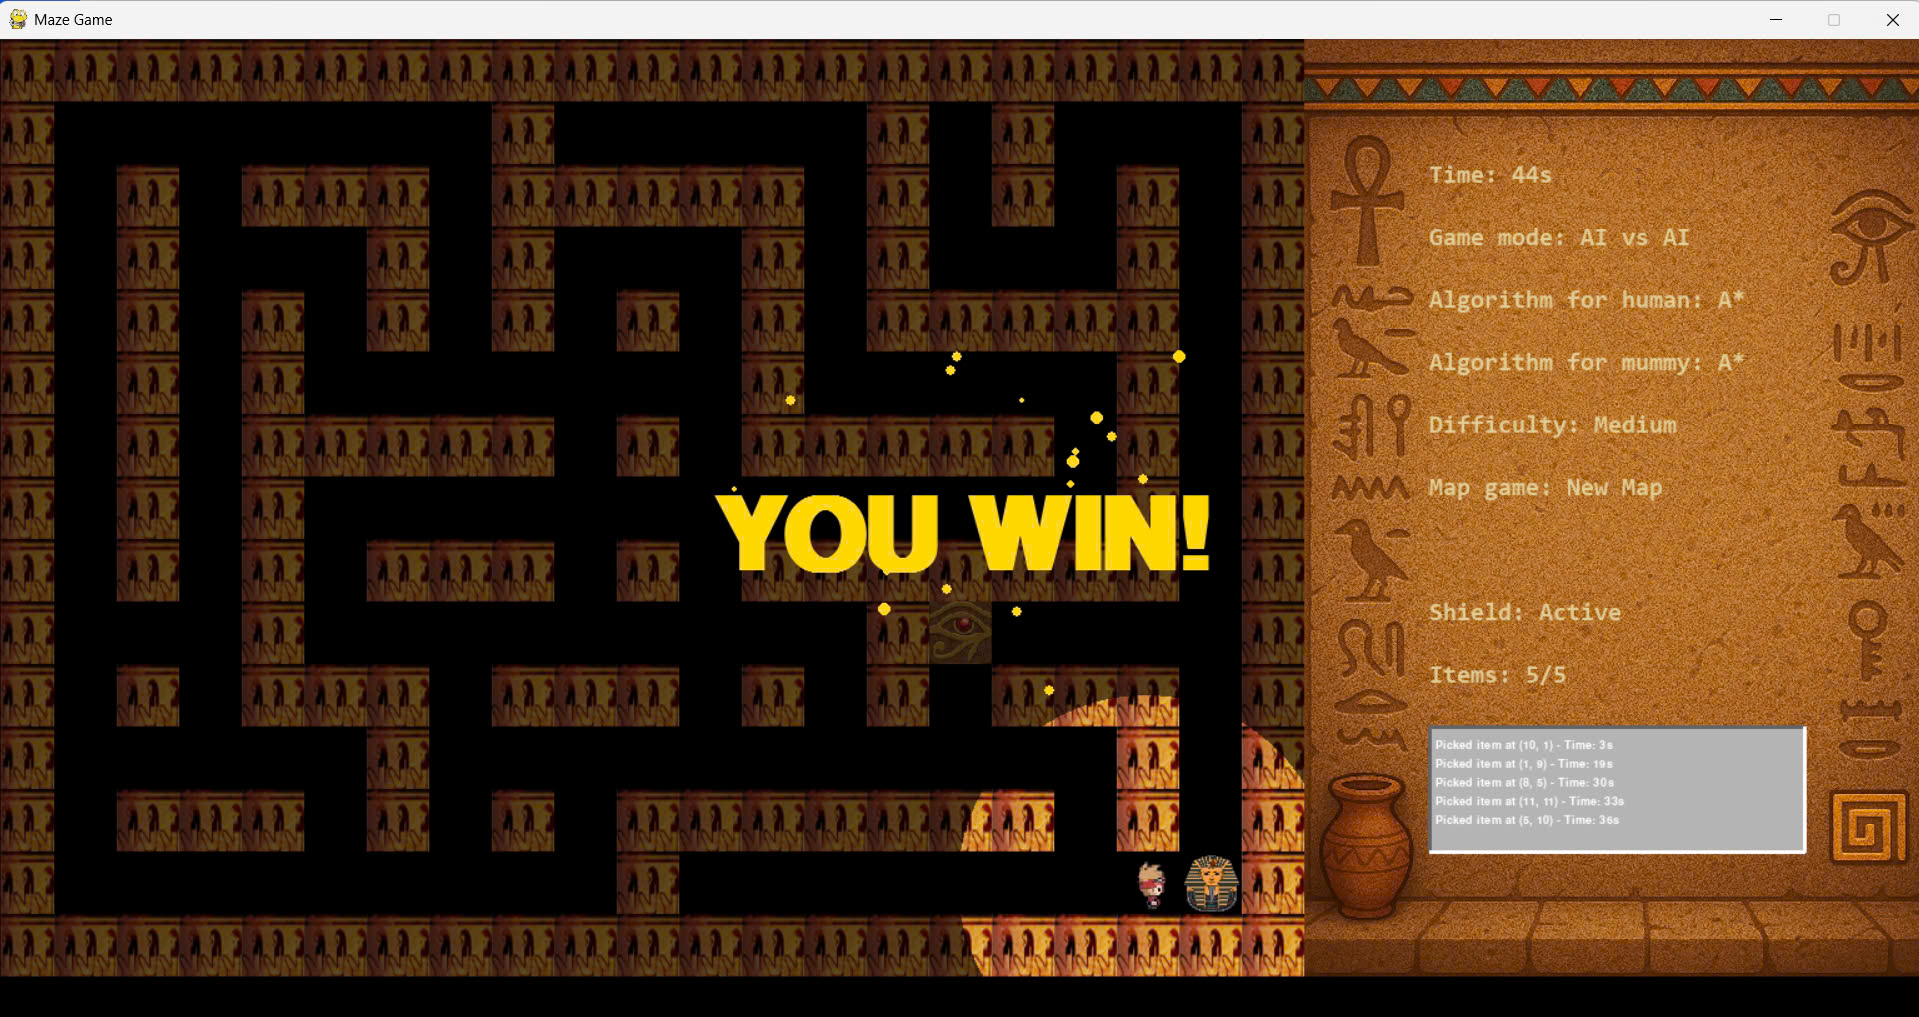 Maze Game
Time: 44s
Game mode: AI vs AI
Algorithm for human: A*
Algorithm for mummy: A*
Difficulty: Medium
Map game: New Map
YOU WIN!
Shield: Active
Items: 5/5
Picked item at (10, 1) - Time: 3s
Picked item at (1, 9) - Time: 19s
Picked item at (8, 5) - Time: 30s
Picked item at (11, 11) - Time: 33s
Picked item at (5, 10) - Time: 36s